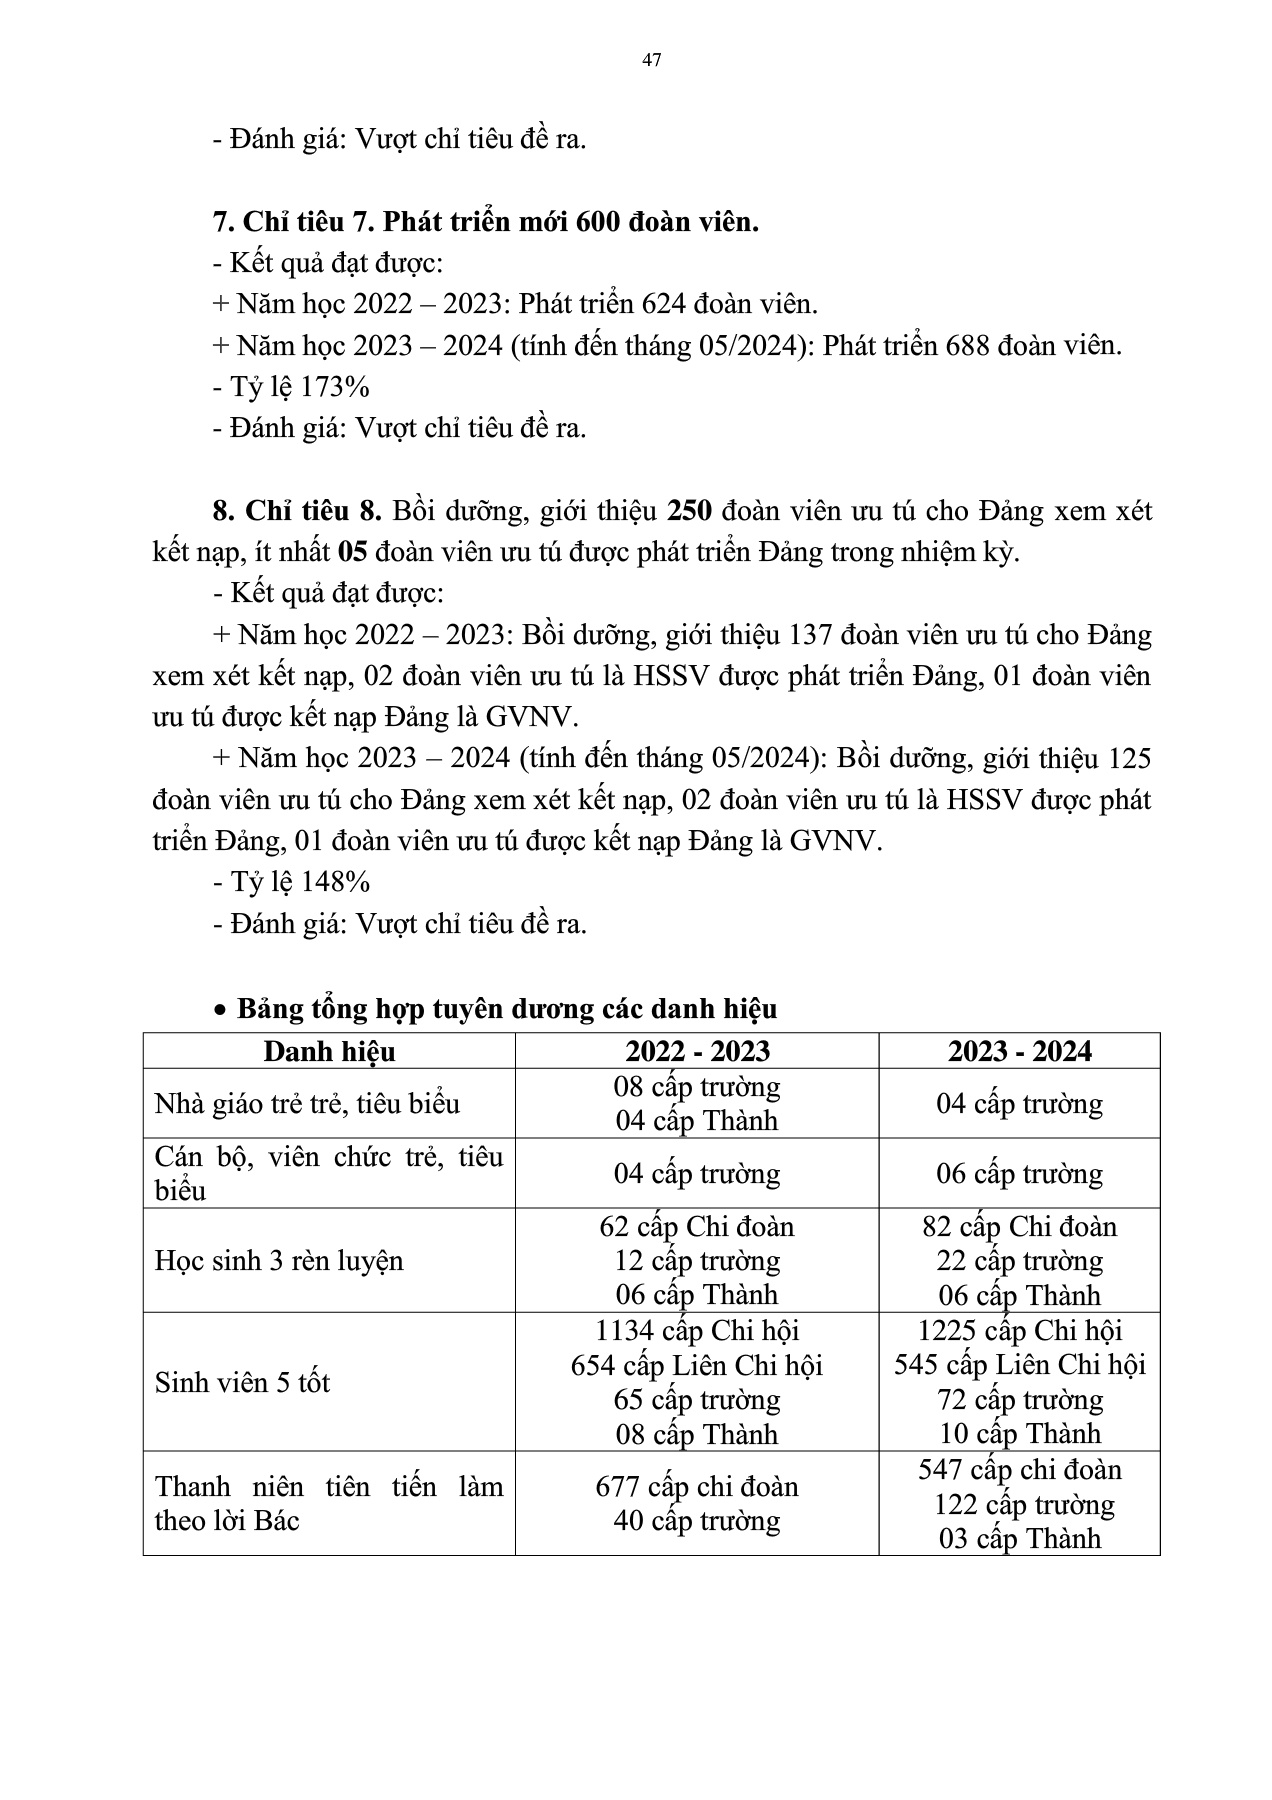 47
- Đánh giá: Vượt chỉ tiêu đề ra.
7. Chỉ tiêu 7. Phát triển mới 600 đoàn viên.
- Kết quả đạt được:
+ Năm học 2022 – 2023: Phát triển 624 đoàn viên.
+ Năm học 2023 – 2024 (tính đến tháng 05/2024): Phát triển 688 đoàn viên.
- Tỷ lệ 173%
- Đánh giá: Vượt chỉ tiêu đề ra.
8. Chỉ tiêu 8. Bồi dưỡng, giới thiệu 250 đoàn viên ưu tú cho Đảng xem xét
kết nạp, ít nhất 05 đoàn viên ưu tú được phát triển Đảng trong nhiệm kỳ.
- Kết quả đạt được:
+ Năm học 2022 – 2023: Bồi dưỡng, giới thiệu 137 đoàn viên ưu tú cho Đảng
xem xét kết nạp, 02 đoàn viên ưu tú là HSSV được phát triển Đảng, 01 đoàn viên
ưu tú được kết nạp Đảng là GVNV.
+ Năm học 2023 – 2024 (tính đến tháng 05/2024): Bồi dưỡng, giới thiệu 125
đoàn viên ưu tú cho Đảng xem xét kết nạp, 02 đoàn viên ưu tú là HSSV được phát
triển Đảng, 01 đoàn viên ưu tú được kết nạp Đảng là GVNV.
- Tỷ lệ 148%
- Đánh giá: Vượt chỉ tiêu đề ra.
• Bảng tổng hợp tuyên dương các danh hiệu
Danh hiệu 2022 - 2023 2023 - 2024
Nhà giáo trẻ trẻ, tiêu biểu
08 cấp trường
04 cấp Thành
04 cấp trường
Cán bộ, viên chức trẻ, tiêu
biểu
04 cấp trường
06 cấp trường
Học sinh 3 rèn luyện
62 cấp Chi đoàn
12 cấp trường
06 cấp Thành
82 cấp Chi đoàn
22 cấp trường
06 cấp Thành
Sinh viên 5 tốt
1134 cấp Chi hội
654 cấp Liên Chi hội
65 cấp trường
08 cấp Thành
1225 cấp Chi hội
545 cấp Liên Chi hội
72 cấp trường
10 cấp Thành
Thanh niên tiên tiến làm
theo lời Bác
677 cấp chi đoàn
40 cấp trường
547 cấp chi đoàn
122 cấp trường
03 cấp Thành